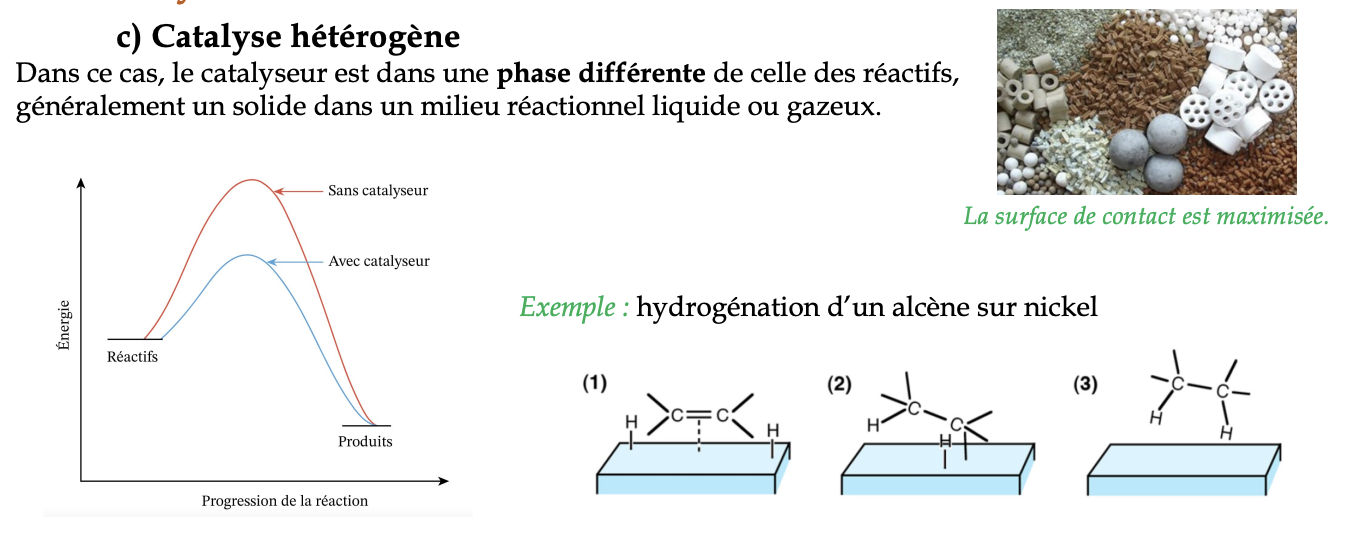 c) Catalyse hétérogène
Dans ce cas, le catalyseur est dans une phase différente de celle des réactifs,
généralement un solide dans un milieu réactionnel liquide ou gazeux.
La surface de contact est maximisée.
Sans catalyseur
Avec catalyseur
Énergie
Réactifs
Produits
Progression de la réaction
Exemple : hydrogénation d'un alcène sur nickel
(1)
H
C
C
H
(2)
C
H
C
H
(3)
C
C
H
H